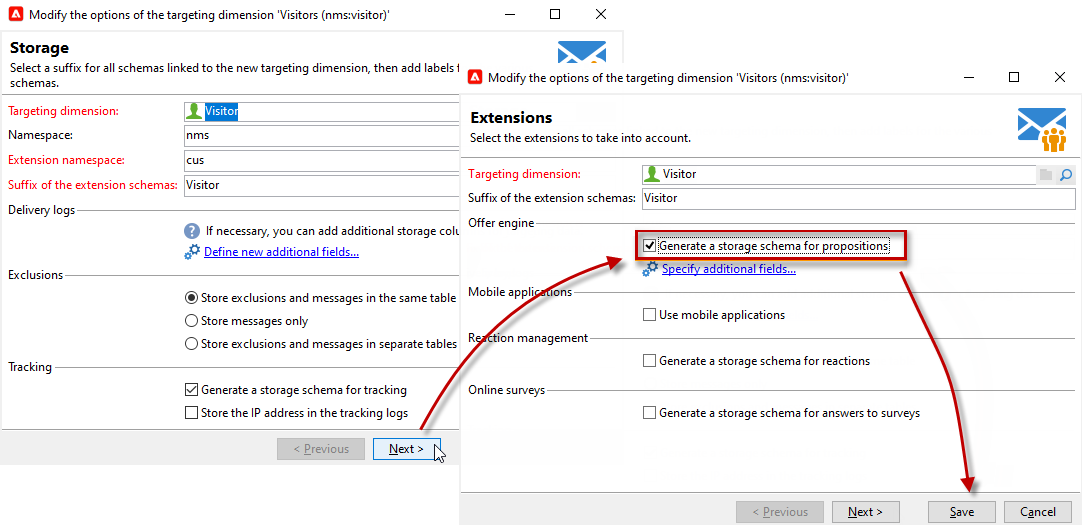 Modify the options of the targeting dimension 'Visitors (nms:visitor)'
Storage
Select a suffix for all schemas linked to the new targeting dimension, then add labels
schemas.
Targeting dimension: Visitor
Namespace: nms
Extension namespace: cus
Suffix of the extension schemas: Visitor
Delivery logs
If necessary, you can add additional storage
Define new additional fields...
Exclusions
Store exclusions and messages in the same table
Store messages only
Store exclusions and messages in separate tables
Tracking
Generate a storage schema for tracking
Store the IP address in the tracking logs
< Previous Next >
Modify the options of the targeting dimension 'Visitors (nms:visitor)'
Extensions
Select the extensions to take into account.
Targeting dimension: Visitor
Suffix of the extension schemas: Visitor
Offer engine
Generate a storage schema for propositions
Specify additional fields...
Mobile applications
Use mobile applications
Reaction management
Generate a storage schema for reactions
Online surveys
Generate a storage schema for answers to surveys
< Previous Next > Save Cancel